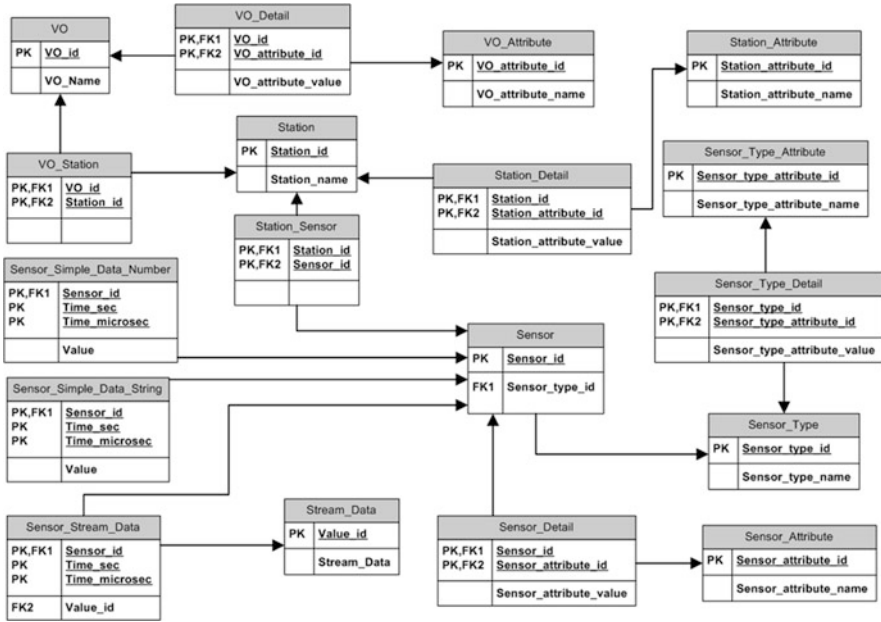 VO
PK VO_id
VO_Name
VO_Detail
PK,FK1 VO_id
PK,FK2 VO_attribute_id
VO_attribute_value
VO_Attribute
PK VO_attribute_id
VO_attribute_name
Station_Attribute
PK Station_attribute_id
Station_attribute_name
Station
PK Station_id
Station_name
VO_Station
PK,FK1 VO_id
PK,FK2 Station_id
Station_Detail
PK,FK1 Station_id
PK,FK2 Station_attribute_id
Station_attribute_value
Sensor_Type_Attribute
PK Sensor_type_attribute_id
Sensor_type_attribute_name
Station_Sensor
PK,FK1 Station_id
PK,FK2 Sensor_id
Sensor_Simple_Data_Number
PK,FK1 Sensor_id
PK Time_sec
PK Time_microsec
Value
Sensor_Type_Detail
PK,FK1 Sensor_type_id
PK,FK2 Sensor_type_attribute_id
Sensor_type_attribute_value
Sensor
PK Sensor_id
FK1 Sensor_type_id
Sensor_Simple_Data_String
PK,FK1 Sensor_id
PK Time_sec
PK Time_microsec
Value
Sensor_Type
PK Sensor_type_id
Sensor_type_name
Sensor_Stream_Data
PK,FK1 Sensor_id
PK Time_sec
PK Time_microsec
FK2 Value_id
Stream_Data
PK Value_id
Stream_Data
Sensor_Detail
PK,FK1 Sensor_id
PK,FK2 Sensor_attribute_id
Sensor_attribute_value
Sensor_Attribute
PK Sensor_attribute_id
Sensor_attribute_name